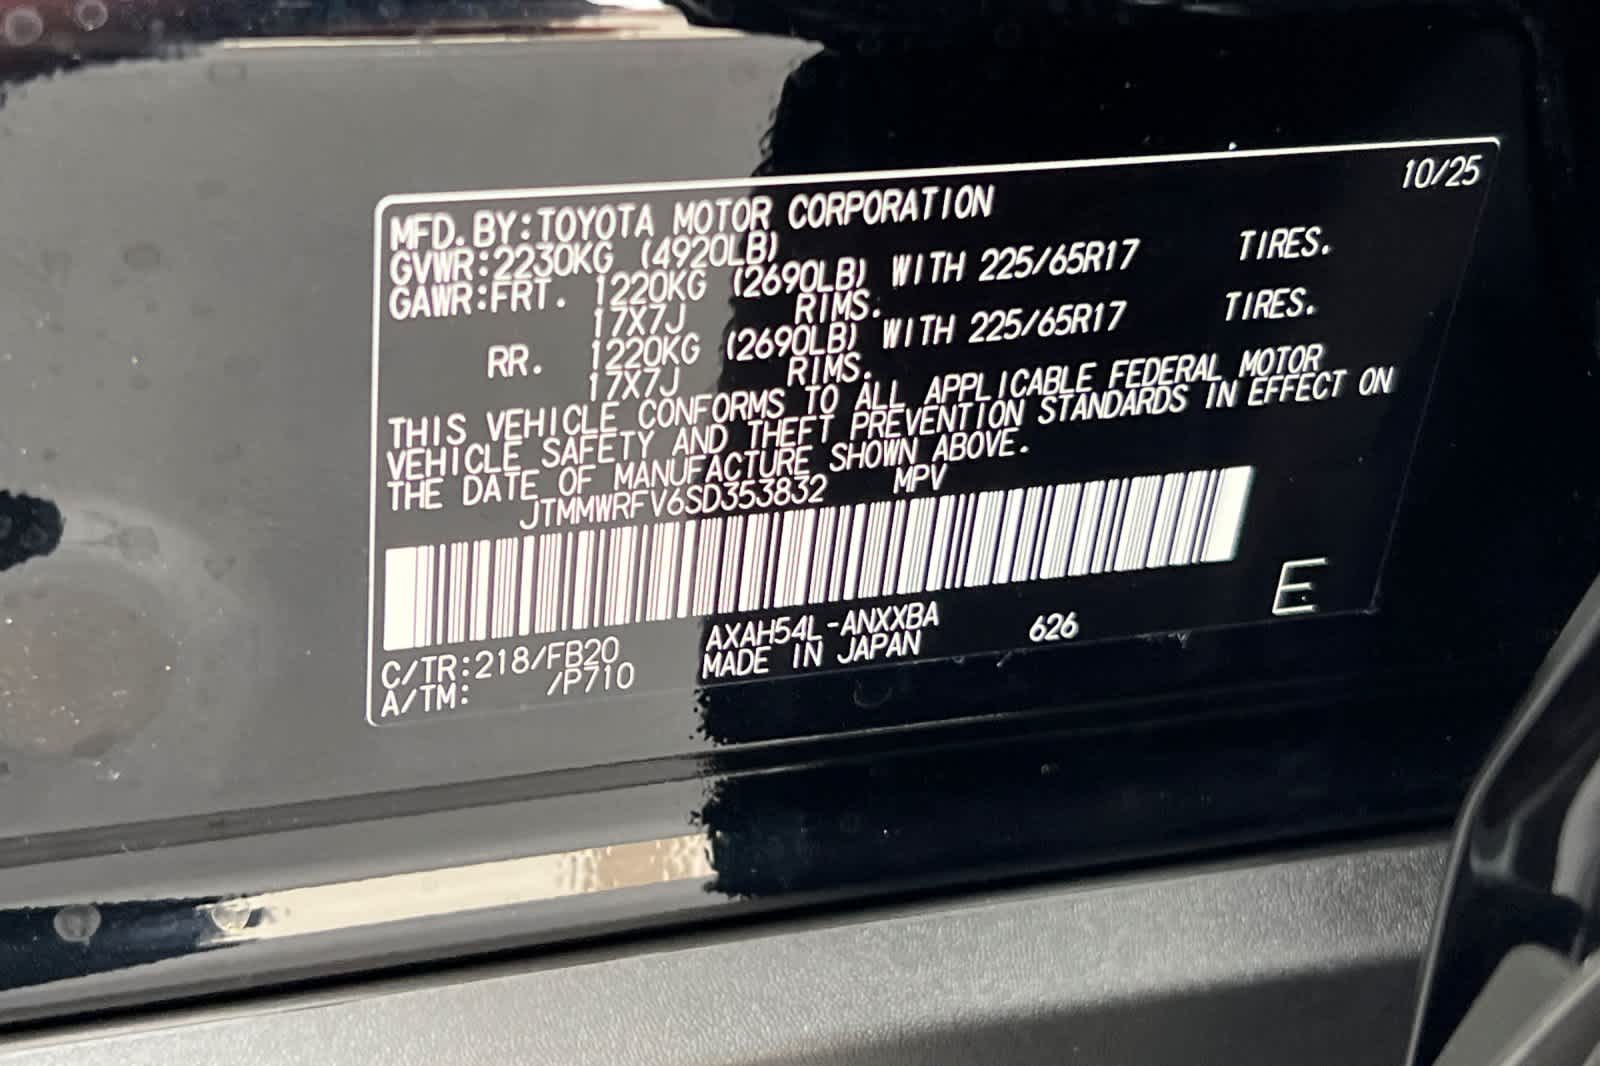 10/25
MFD.BY:TOYOTA MOTOR CORPORATION
GVWR:2230KG (4920LB)
GAWR:FRT. 1220KG (2690LB) WITH 225/65R17 TIRES.
17X7J RIMS.
RR. 1220KG (2690LB) WITH 225/65R17 TIRES.
17X7J RIMS.
THIS VEHICLE CONFORMS TO ALL APPLICABLE FEDERAL MOTOR
VEHICLE SAFETY AND THEFT PREVENTION STANDARDS IN EFFECT ON
THE DATE OF MANUFACTURE SHOWN ABOVE.
JTMMWRFV6SD353832 MPV
E
C/TR:218/FB20 AXAH54L-ANXXBA 626
A/TM: /P710 MADE IN JAPAN